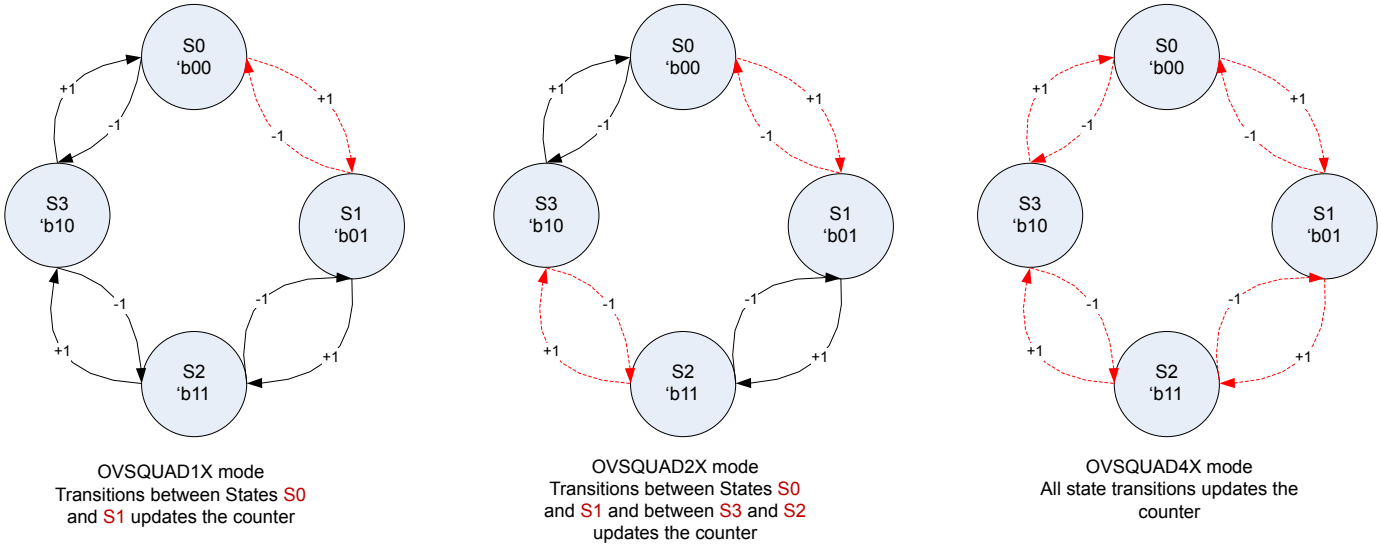 S0
‘b00
+1
-1
+1
-1
S3
‘b10
S1
‘b01
-1
+1
-1
+1
S2
‘b11
OVSQUAD1X mode
Transitions between States S0
and S1 updates the counter
S0
‘b00
+1
-1
+1
-1
S3
‘b10
S1
‘b01
-1
+1
-1
+1
S2
‘b11
OVSQUAD2X mode
Transitions between States S0
and S1 and between S3 and S2
updates the counter
S0
‘b00
+1
-1
+1
-1
S3
‘b10
S1
‘b01
-1
+1
-1
+1
S2
‘b11
OVSQUAD4X mode
All state transitions updates the
counter